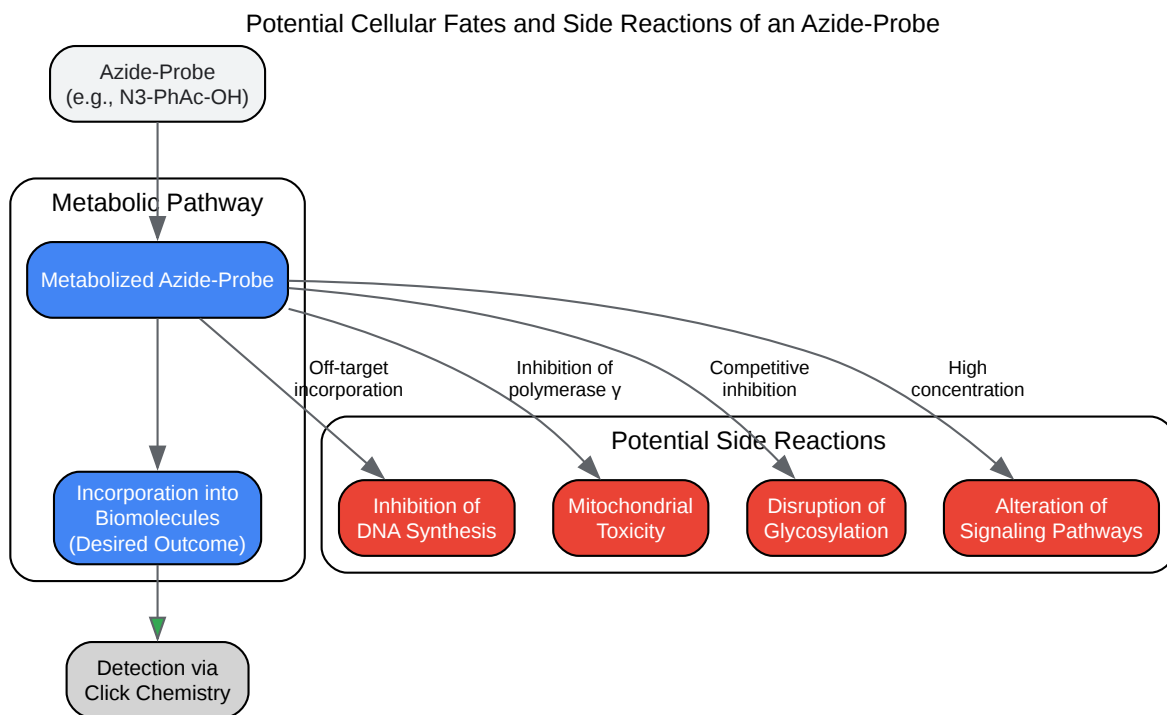 Potential Cellular Fates and Side Reactions of an Azide-Probe
Azide-Probe
(e.g., N3-PhAc-OH)
Metabolic Pathway
Metabolized Azide-Probe
Off-target
incorporation
Inhibition of
polymerase γ
Competitive
inhibition
High
concentration
Potential Side Reactions
Incorporation into
Biomolecules
(Desired Outcome)
Inhibition of
DNA Synthesis
Mitochondrial
Toxicity
Disruption of
Glycosylation
Alteration of
Signaling Pathways
Detection via
Click Chemistry